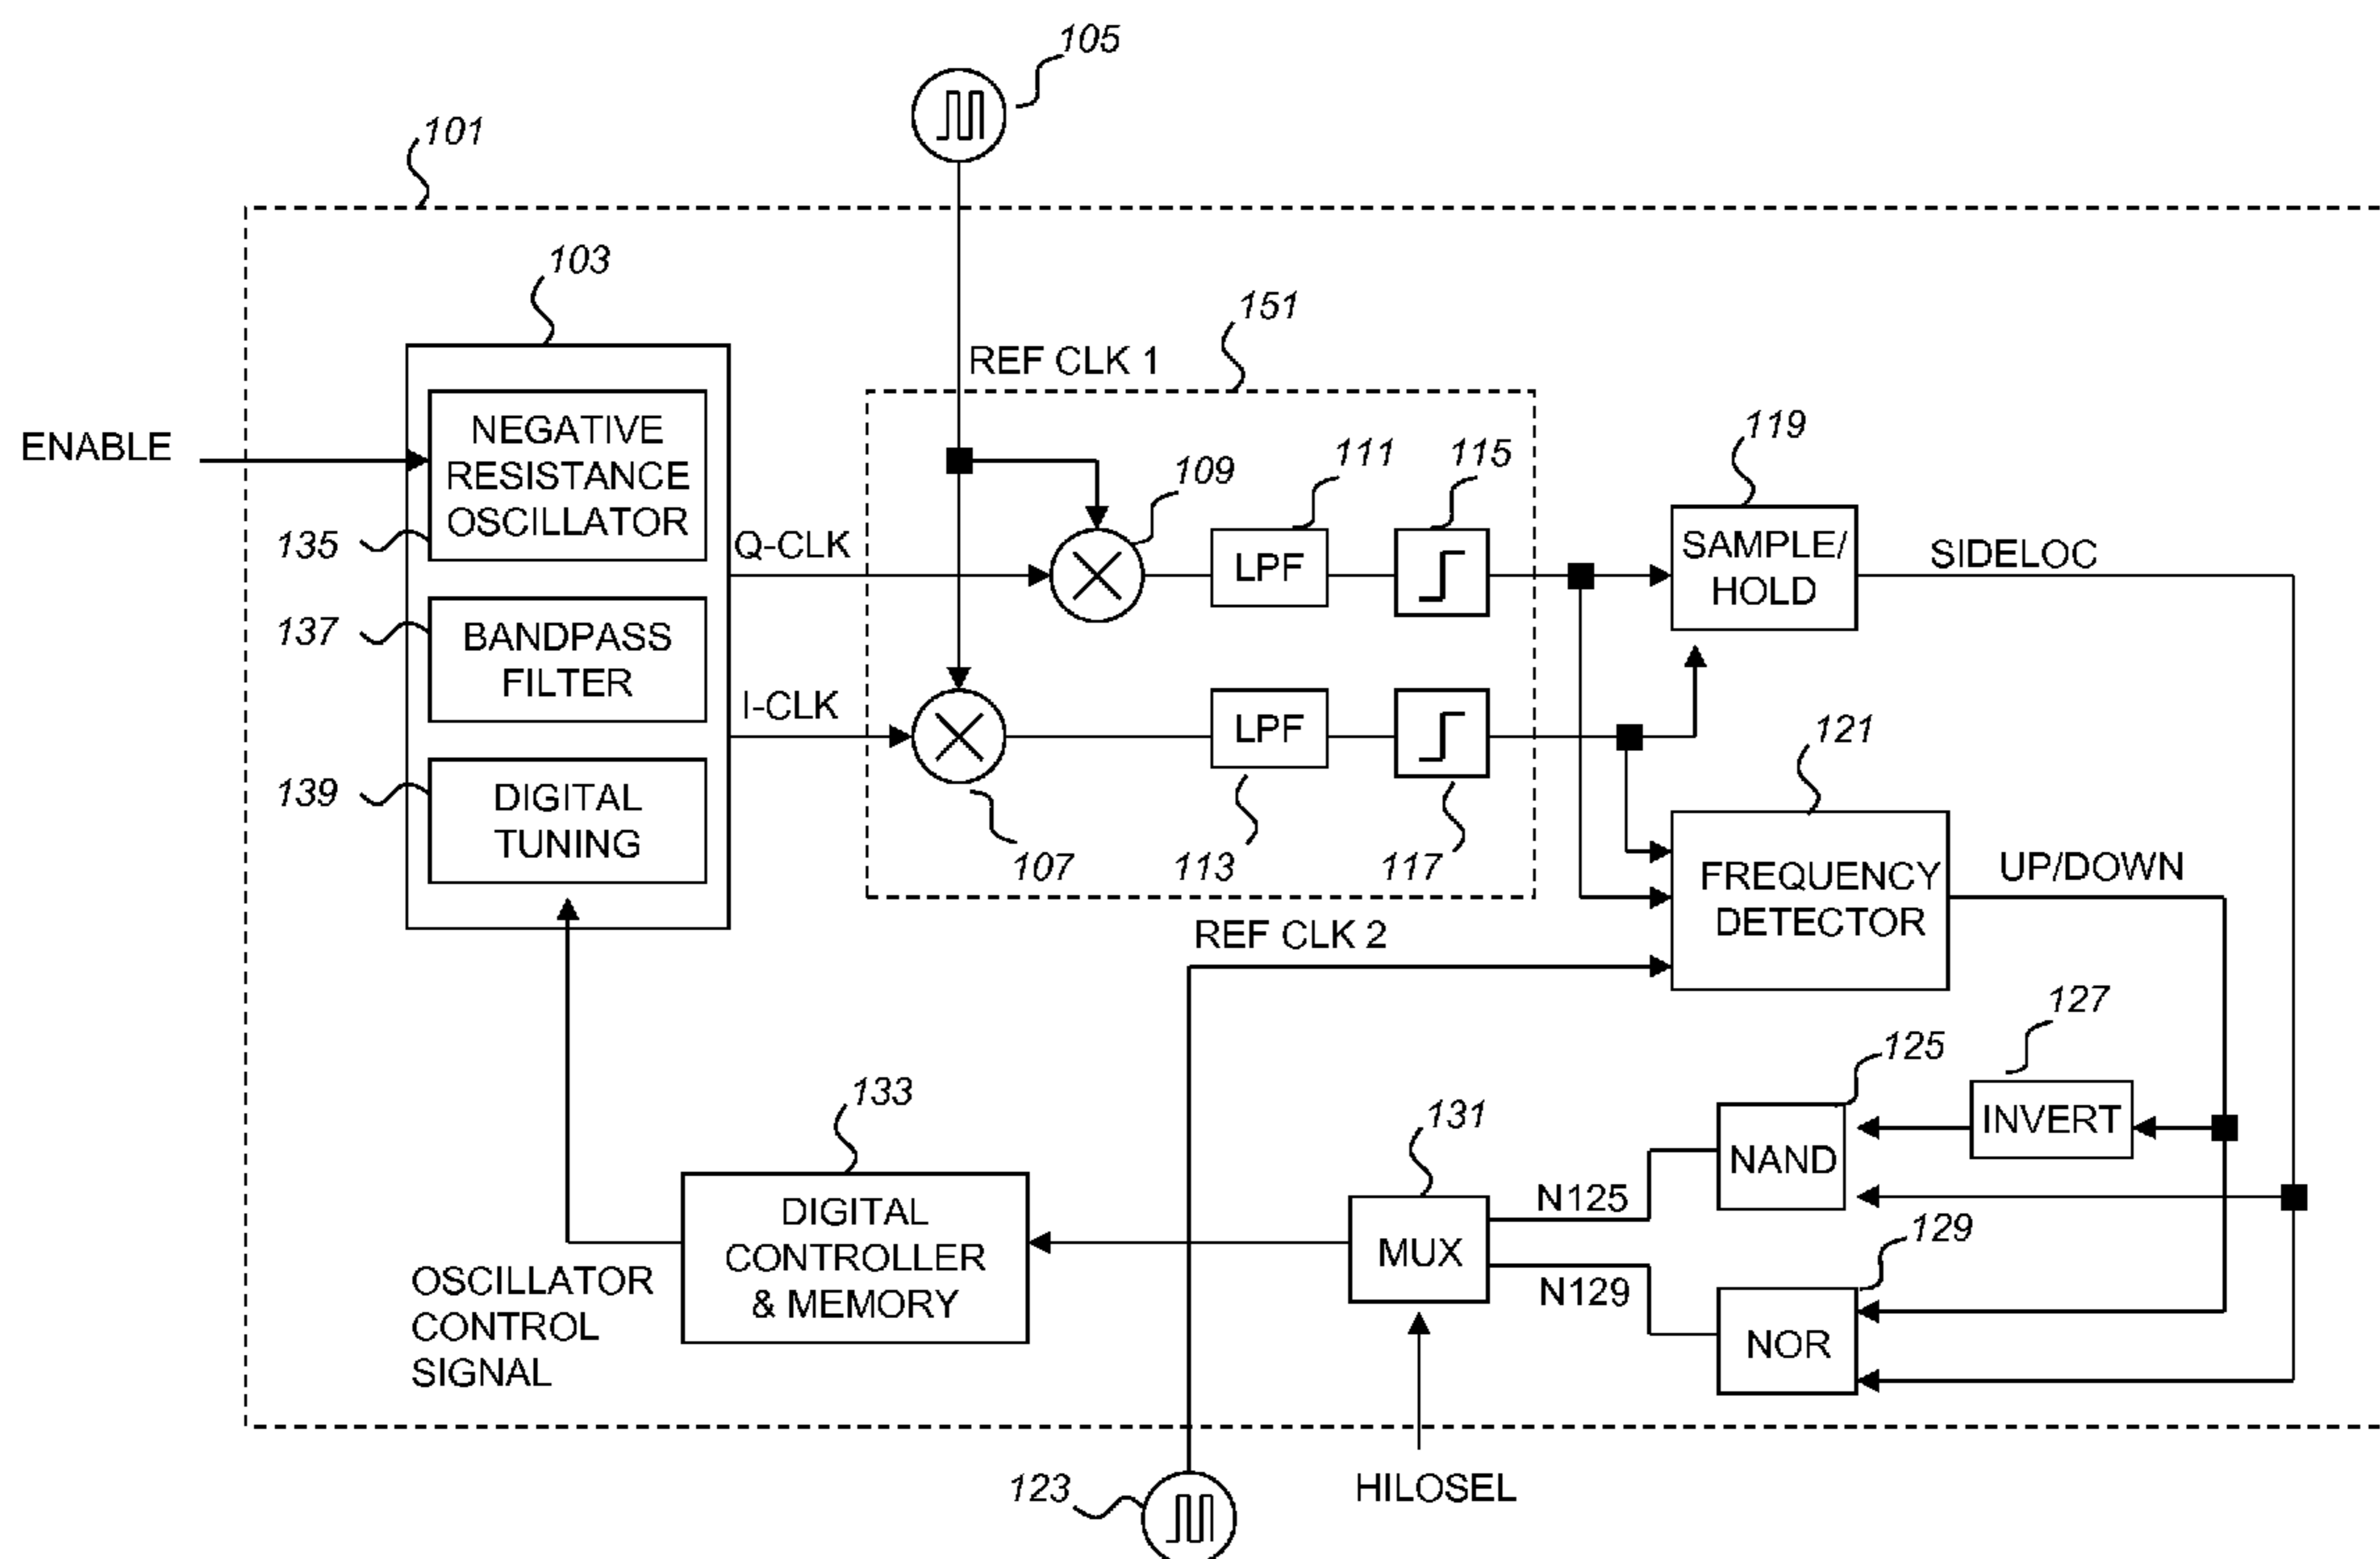 105
101
103
151
REF CLK 1
ENABLE
NEGATIVE
RESISTANCE
OSCILLATOR
135
137
BANDPASS
FILTER
139
DIGITAL
TUNING
Q-CLK
I-CLK
109
111
115
LPF
107
LPF
113
117
119
SAMPLE/
HOLD
SIDELOC
121
FREQUENCY
DETECTOR
UP/DOWN
REF CLK 2
127
INVERT
125
NAND
129
NOR
131
MUX
N125
N129
133
DIGITAL
CONTROLLER
& MEMORY
OSCILLATOR
CONTROL
SIGNAL
123
HILOSEL